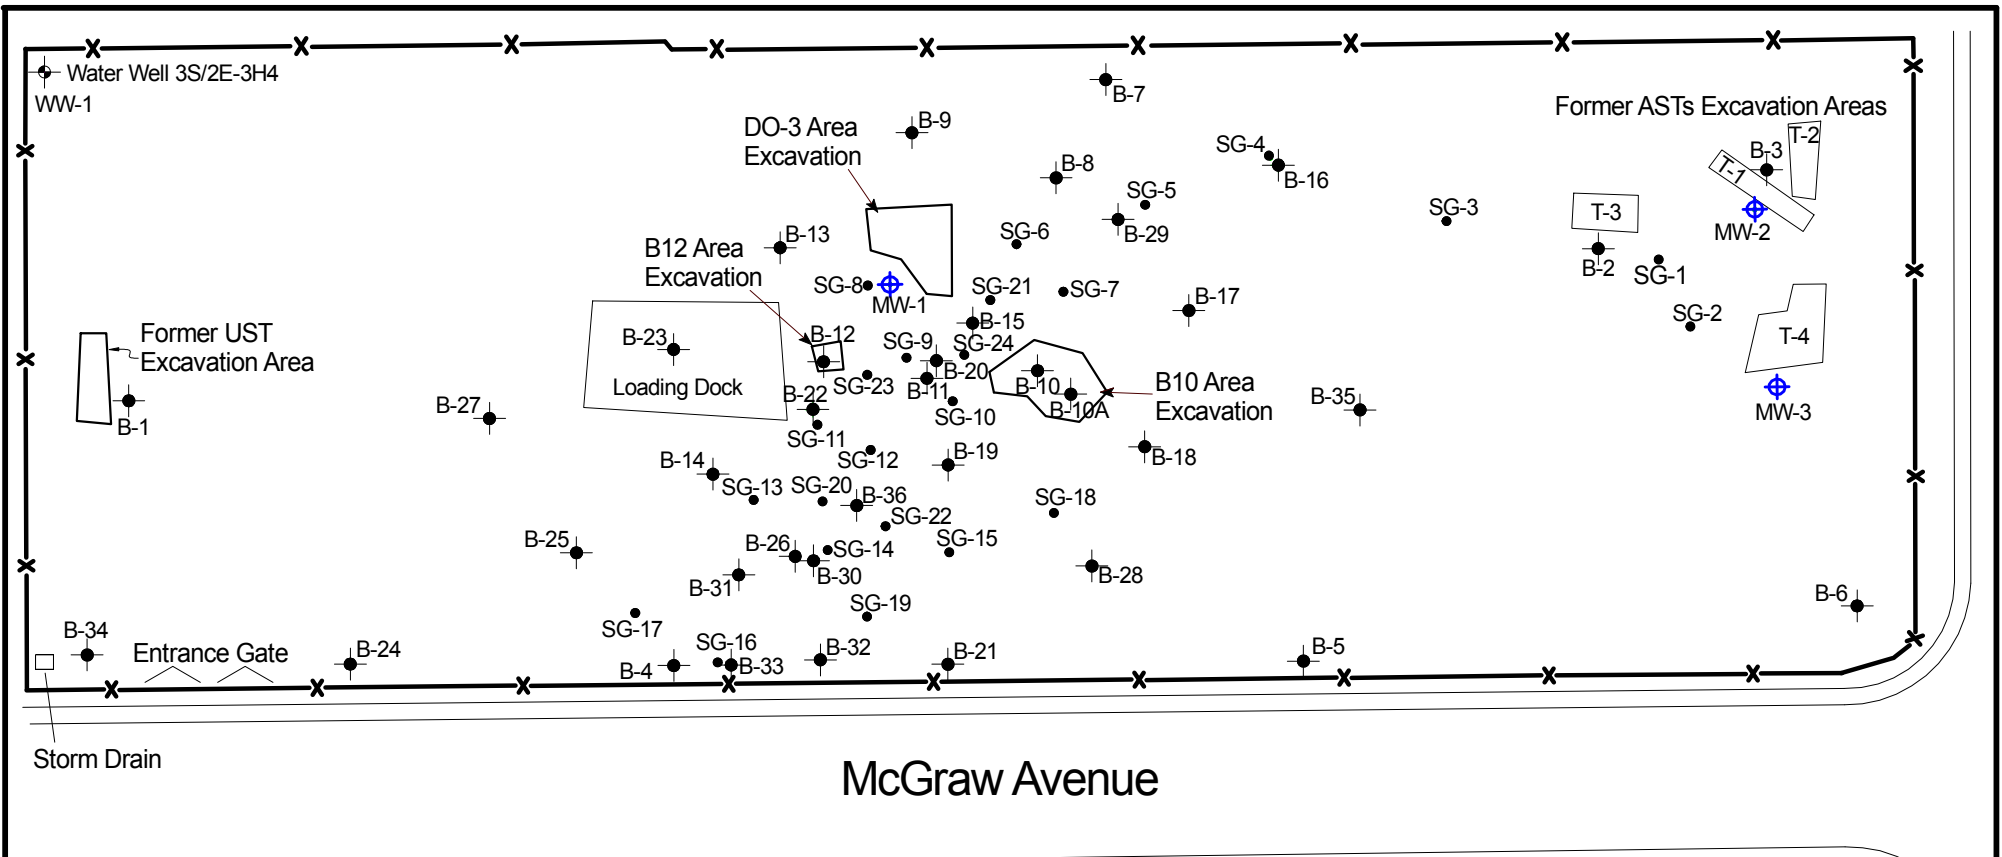 Water Well 3S/2E-3H4
WW-1
B-7
Former ASTs Excavation Areas
DO-3 Area
Excavation
B-9
T-2
SG-4
B-3
B-8
T-1
B-16
SG-5
SG-3
T-3
B-13
SG-6
B-29
MW-2
B12 Area
Excavation
B-2
SG-1
SG-8
MW-1
SG-21
SG-7
B-17
SG-2
Former UST
Excavation Area
B-23
B-12
B-15
T-4
SG-9
SG-24
B-20
Loading Dock
SG-23
B-11
B-10
B10 Area
Excavation
B-22
B-10A
B-27
B-35
MW-3
SG-10
B-1
SG-11
B-14
SG-12
B-19
B-18
SG-13
SG-20
B-36
SG-18
SG-22
B-25
B-26
SG-14
SG-15
B-30
B-28
B-31
B-6
SG-19
B-34
SG-17
Entrance Gate
B-24
SG-16
B-4
B-33
B-32
B-21
B-5
Storm Drain
McGraw Avenue